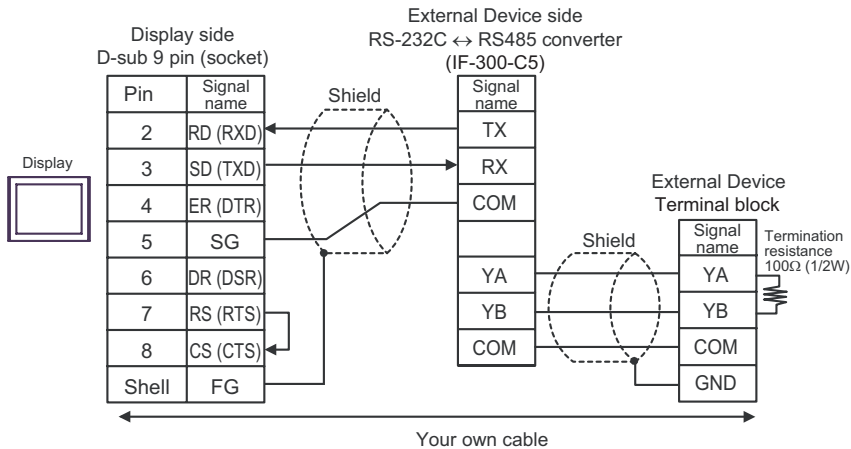 External Device side
RS-232C ↔ RS485 converter
(IF-300-C5)
Display side
D-sub 9 pin (socket)
Pin
Signal
name
2
RD (RXD)
3
SD (TXD)
4
ER (DTR)
5
SG
6
DR (DSR)
7
RS (RTS)
8
CS (CTS)
Shell
FG
Display
Shield
Signal
name
TX
RX
COM
YA
YB
COM
Shield
External Device
Terminal block
Signal
name
YA
YB
COM
GND
Termination
resistance
100Ω (1/2W)
Your own cable